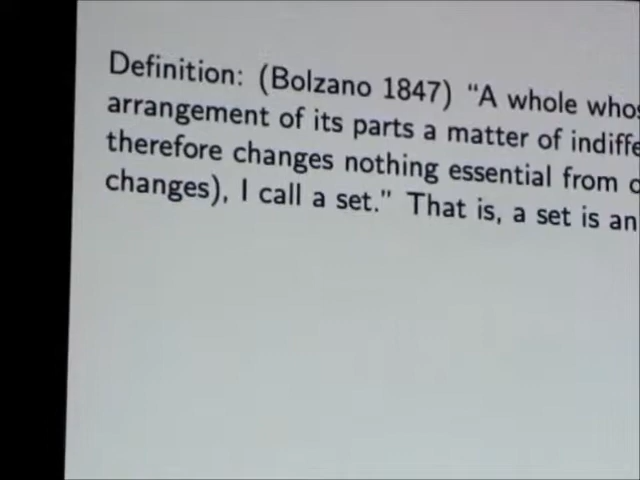 Definition: (Bolzano 1847) "A whole
arrangement of its parts a matter of
therefore changes nothing essential from
changes), I call a set." That is, a set is an